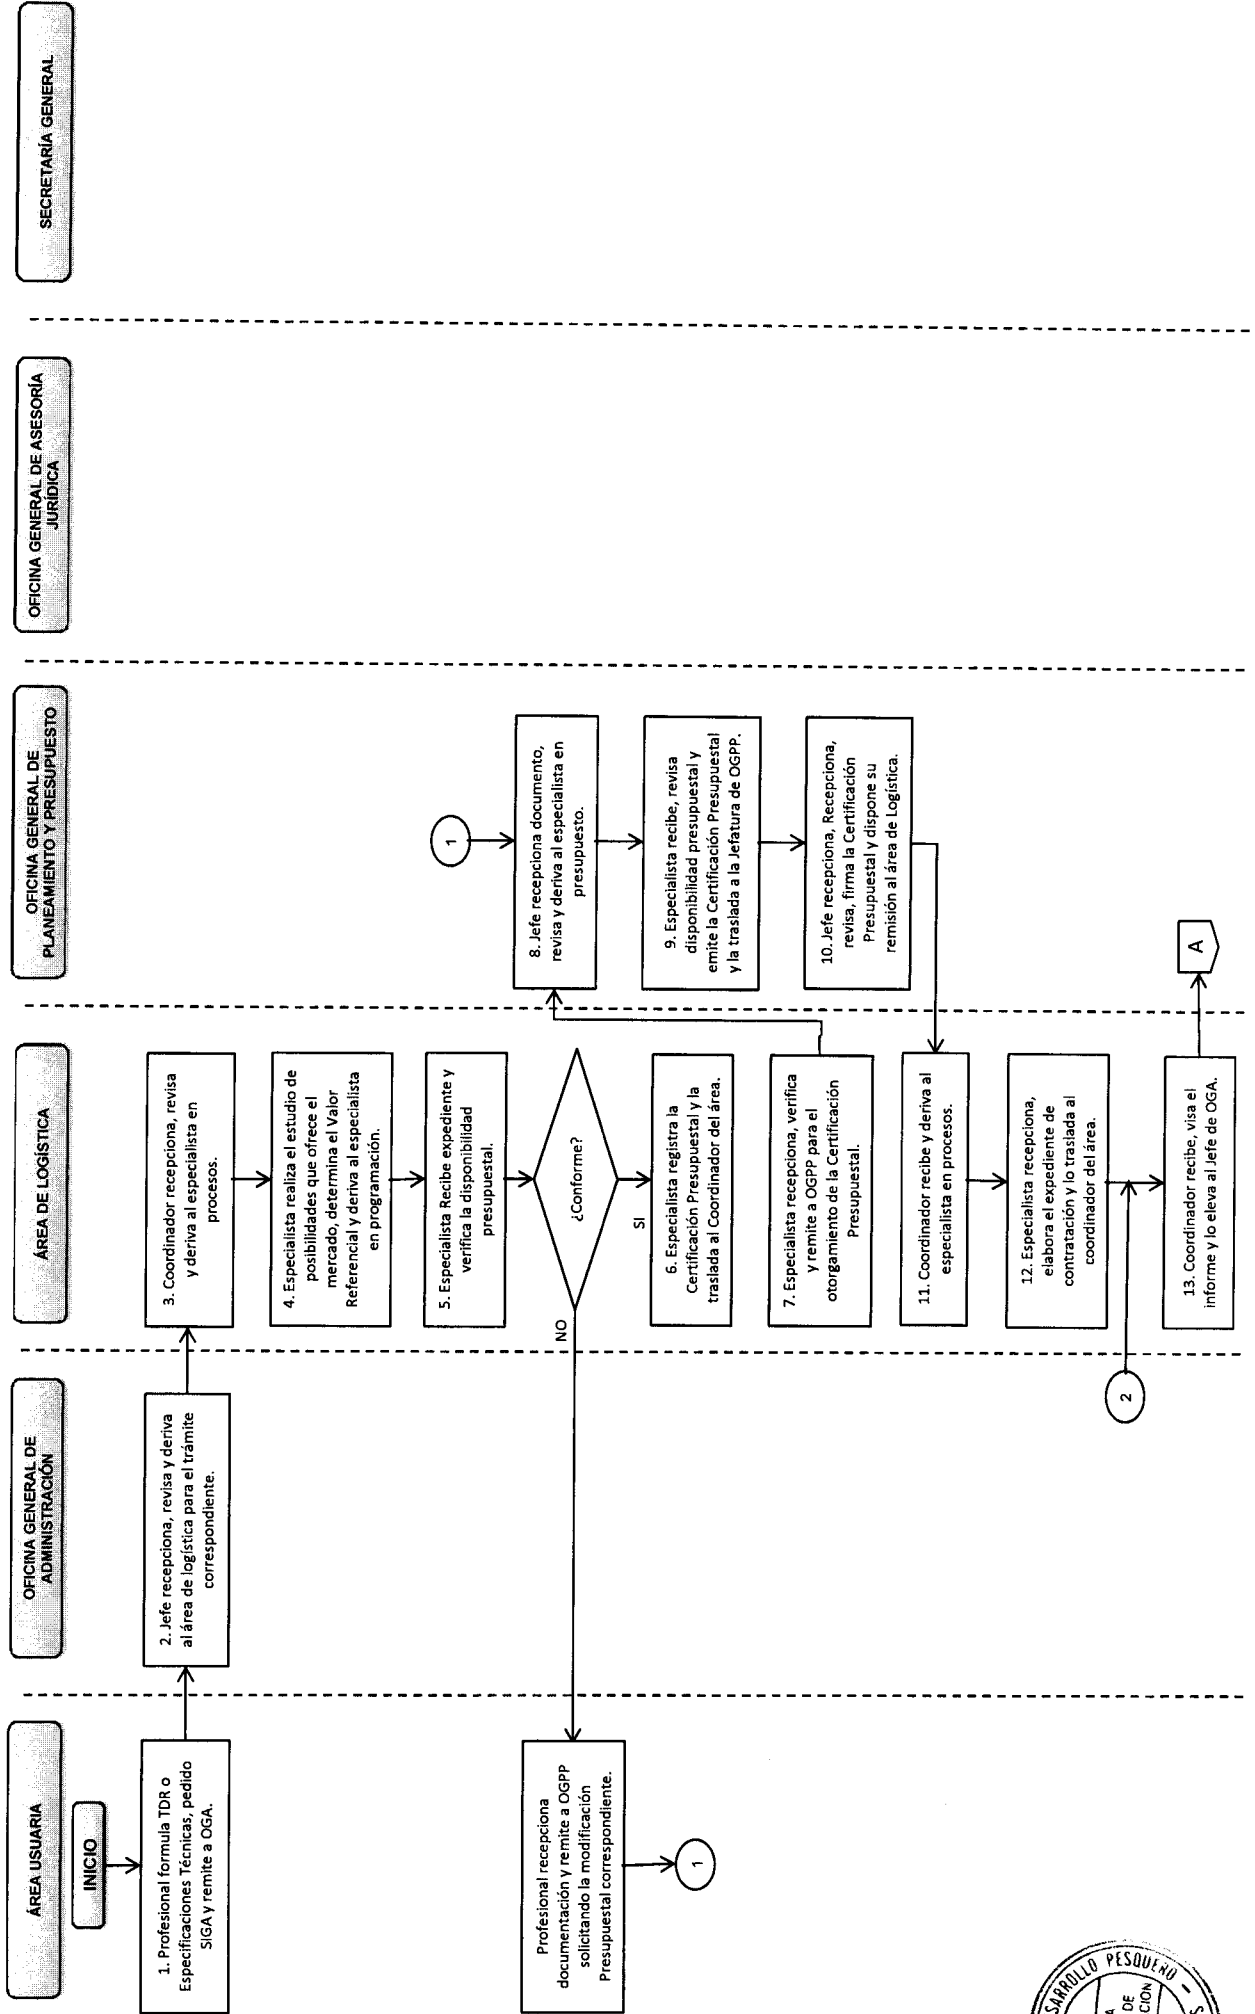 ÁREA USUARIA
OFICINA GENERAL DE
ADMINISTRACIÓN
ÁREA DE LOGÍSTICA
OFICINA GENERAL DE
PLANEAMIENTO Y PRESUPUESTO
OFICINA GENERAL DE ASESORÍA
JURÍDICA
SECRETARÍA GENERAL
INICIO
1. Profesional formula TDR o
Especificaciones Técnicas, pedido
SIGA y remite a OGA.
2. Jefe recepciona, revisa y deriva
al área de logística para el trámite
correspondiente.
3. Coordinador recepciona, revisa
y deriva al especialista en
procesos.
4. Especialista realiza el estudio de
posibilidades que ofrece el
mercado, determina el Valor
Referencial y deriva al especialista
en programación.
5. Especialista Recibe expediente y
verifica la disponibilidad
presupuestal.
¿Conforme?
NO
SI
Profesional recepciona
documentación y remite a OGPP
solicitando la modificación
Presupuestal correspondiente.
1
6. Especialista registra la
Certificación Presupuestal y la
traslada al Coordinador del área.
7. Especialista recepciona, verifica
y remite a OGPP para el
otorgamiento de la Certificación
Presupuestal.
1
8. Jefe recepciona documento,
revisa y deriva al especialista en
presupuesto.
9. Especialista recibe, revisa
disponibilidad presupuestal y
emite la Certificación Presupuestal
y la traslada a la Jefatura de OGPP.
10. Jefe recepciona, Recepciona,
revisa, firma la Certificación
Presupuestal y dispone su
remisión al área de Logística.
11. Coordinador recibe y deriva al
especialista en procesos.
12. Especialista recepciona,
elabora el expediente de
contratación y lo traslada al
coordinador del área.
2
13. Coordinador recibe, visa el
informe y lo eleva al Jefe de OGA.
A
PESQUERO
DE